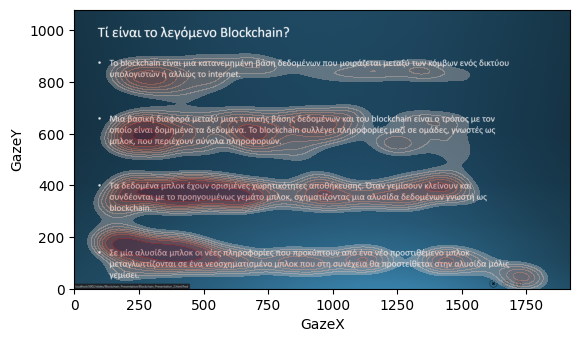 1000
800
600
400
200
0
GazeY
Τί είναι το λεγόμενο Blockchain?
• Το blockchain είναι μια κατανεμημένη βάση δεδομένων που μοιράζεται μεταξύ των κόμβων ενός δικτύου
υπολογιστών ή αλλιώς το internet.
• Μια βασική διαφορά μεταξύ μιας τυπικής βάσης δεδομένων και του blockchain είναι ο τρόπος με τον
οποίο είναι δομημένα τα δεδομένα. Το blockchain συλλέγει πληροφορίες μαζί σε ομάδες, γνωστές ως
μπλοκ, που περιέχουν σύνολα πληροφοριών.
• Τα δεδομένα μπλοκ έχουν ορισμένες χωρητικότητες αποθήκευσης. Όταν γεμίσουν κλείνουν και
συνδέονται με το προηγουμένως γεμάτο μπλοκ, σχηματίζοντας μια αλυσίδα δεδομένων γνωστή ως
blockchain.
• Σε μία αλυσίδα μπλοκ οι νέες πληροφορίες που προκύπτουν από ένα νέο προστιθέμενο μπλοκ
μεταγλωττίζονται σε ένα νεοσχηματισμένο μπλοκ που στη συνέχεια θα προστεθεί στην αλυσίδα μόλις
γεμίσει.
0 250 500 750 1000 1250 1500 1750
GazeX